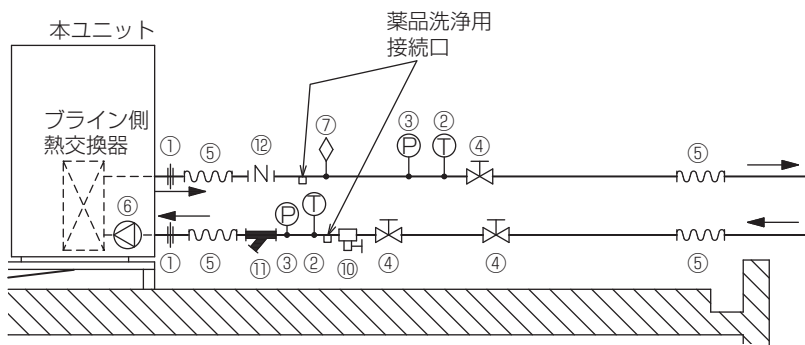 本ユニット
薬品洗浄用
接続口
ブライン側
熱交換器
① ⑤ ⑫ ⑦ ③ ② ④ ⑤
P T
⑥
P T
① ⑤ ⑪ ③ ② ⑩ ④ ④ ⑤